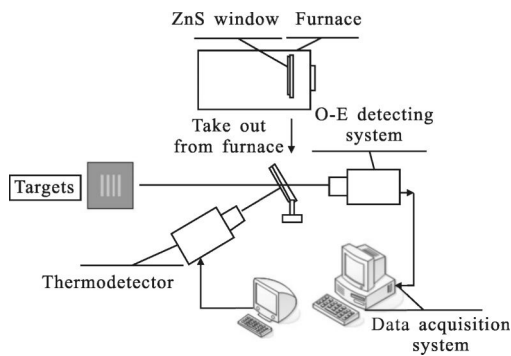 ZnS window
Furnace
Take out
from furnace
O-E detecting
system
Targets
Thermodetector
Data acquisition
system